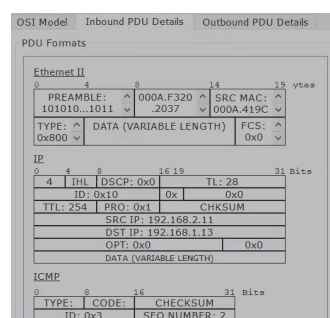 OSI Model Inbound PDU Details Outbound PDU Details
PDU Formats
Ethernet II
0 4 8 14 19 ytes
PREAMBLE: 000A.F320 SRC MAC:
101010...1011 .2037 000A.419C
TYPE: DATA (VARIABLE LENGTH) FCS:
0x800 0x0
IP
0 4 8 16 19 31 Bits
4 IHL DSCP: 0x0 TL: 28
ID: 0x10 0x 0x0
TTL: 254 PRO: 0x1 CHKSUM
SRC IP: 192.168.2.11
DST IP: 192.168.1.13
OPT: 0x0 0x0
DATA (VARIABLE LENGTH)
ICMP
0 8 16 31 Bits
TYPE: CODE: CHECKSUM
ID: 0x3 SEQ NUMBER: 2